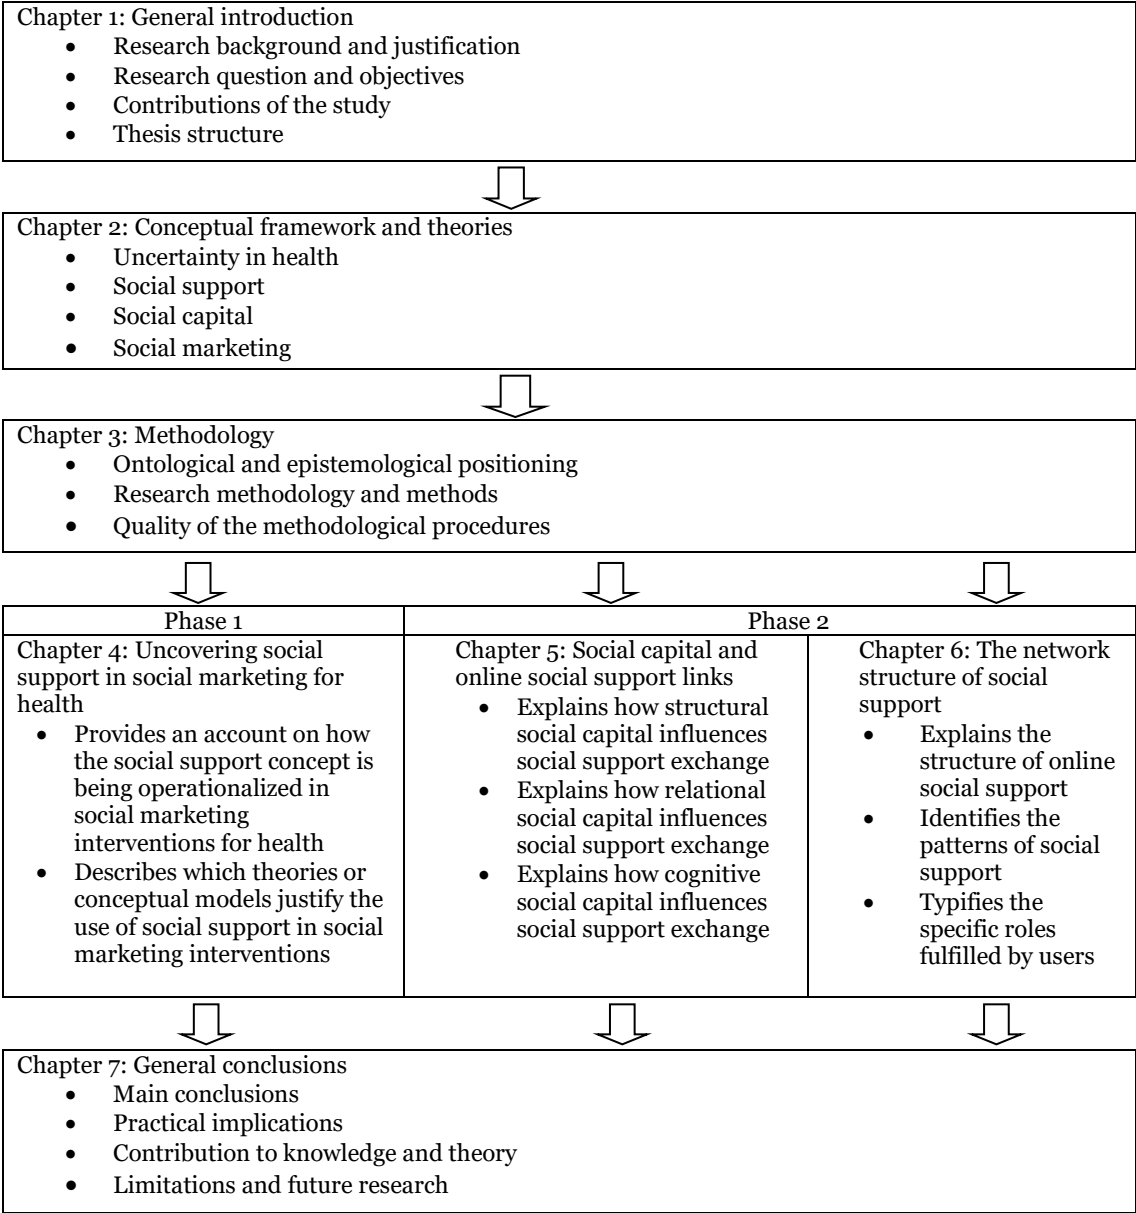 Chapter 1: General introduction
• Research background and justification
• Research question and objectives
• Contributions of the study
• Thesis structure
Chapter 2: Conceptual framework and theories
• Uncertainty in health
• Social support
• Social capital
• Social marketing
Chapter 3: Methodology
• Ontological and epistemological positioning
• Research methodology and methods
• Quality of the methodological procedures
Phase 1
Phase 2
Chapter 4: Uncovering social
support in social marketing for
health
• Provides an account on how
the social support concept is
being operationalized in
social marketing
interventions for health
• Describes which theories or
conceptual models justify the
use of social support in social
marketing interventions
Chapter 5: Social capital and
online social support links
• Explains how structural
social capital influences
social support exchange
• Explains how relational
social capital influences
social support exchange
• Explains how cognitive
social capital influences
social support exchange
Chapter 6: The network
structure of social
support
• Explains the
structure of online
social support
• Identifies the
patterns of social
support
• Typifies the
specific roles
fulfilled by users
Chapter 7: General conclusions
• Main conclusions
• Practical implications
• Contribution to knowledge and theory
• Limitations and future research